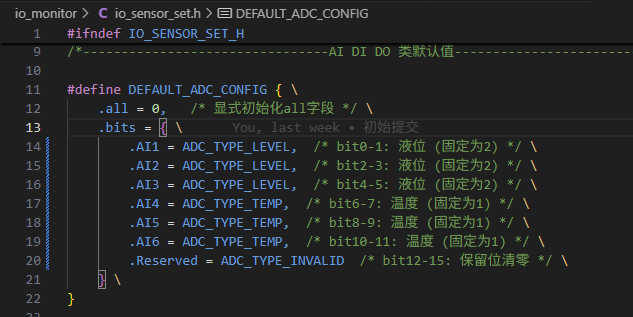 io_monitor > C io_sensor_set.h > DEFAULT_ADC_CONFIG
1 #ifndef IO_SENSOR_SET_H
9 /*-------------------------------AI DI DO 类默认值-----------------------
10
11 #define DEFAULT_ADC_CONFIG { \
12 .all = 0, /* 显式初始化all字段 */ \
13 .bits = { \ You, last week • 初始提交
14 .AI1 = ADC_TYPE_LEVEL, /* bit0-1: 液位 (固定为2) */ \
15 .AI2 = ADC_TYPE_LEVEL, /* bit2-3: 液位 (固定为2) */ \
16 .AI3 = ADC_TYPE_LEVEL, /* bit4-5: 液位 (固定为2) */ \
17 .AI4 = ADC_TYPE_TEMP, /* bit6-7: 温度 (固定为1) */ \
18 .AI5 = ADC_TYPE_TEMP, /* bit8-9: 温度 (固定为1) */ \
19 .AI6 = ADC_TYPE_TEMP, /* bit10-11: 温度 (固定为1) */ \
20 .Reserved = ADC_TYPE_INVALID /* bit12-15: 保留位清零 */ \
21 } \
22 }